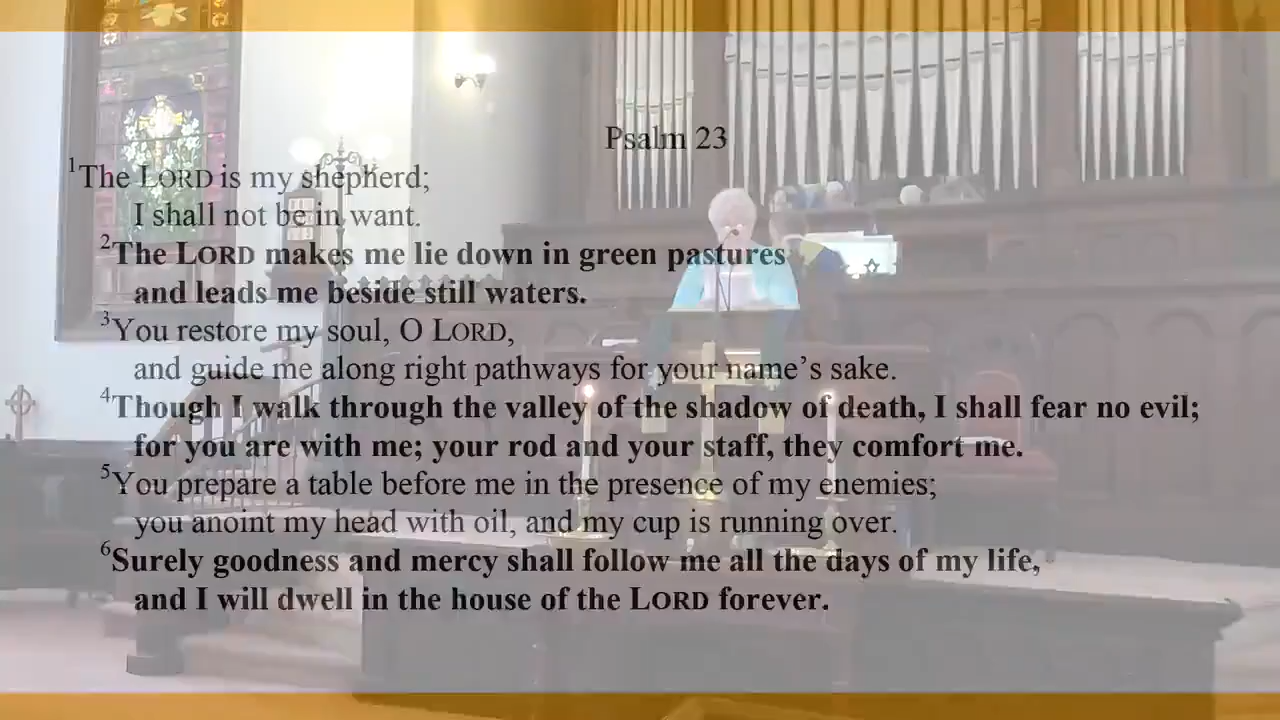 Psalm 23
¹The LORD is my shepherd;
I shall not be in want.
²The LORD makes me lie down in green pastures
and leads me beside still waters.
³You restore my soul, O LORD,
and guide me along right pathways for your name’s sake.
⁴Though I walk through the valley of the shadow of death, I shall fear no evil;
for you are with me; your rod and your staff, they comfort me.
⁵You prepare a table before me in the presence of my enemies;
you anoint my head with oil, and my cup is running over.
⁶Surely goodness and mercy shall follow me all the days of my life,
and I will dwell in the house of the LORD forever.